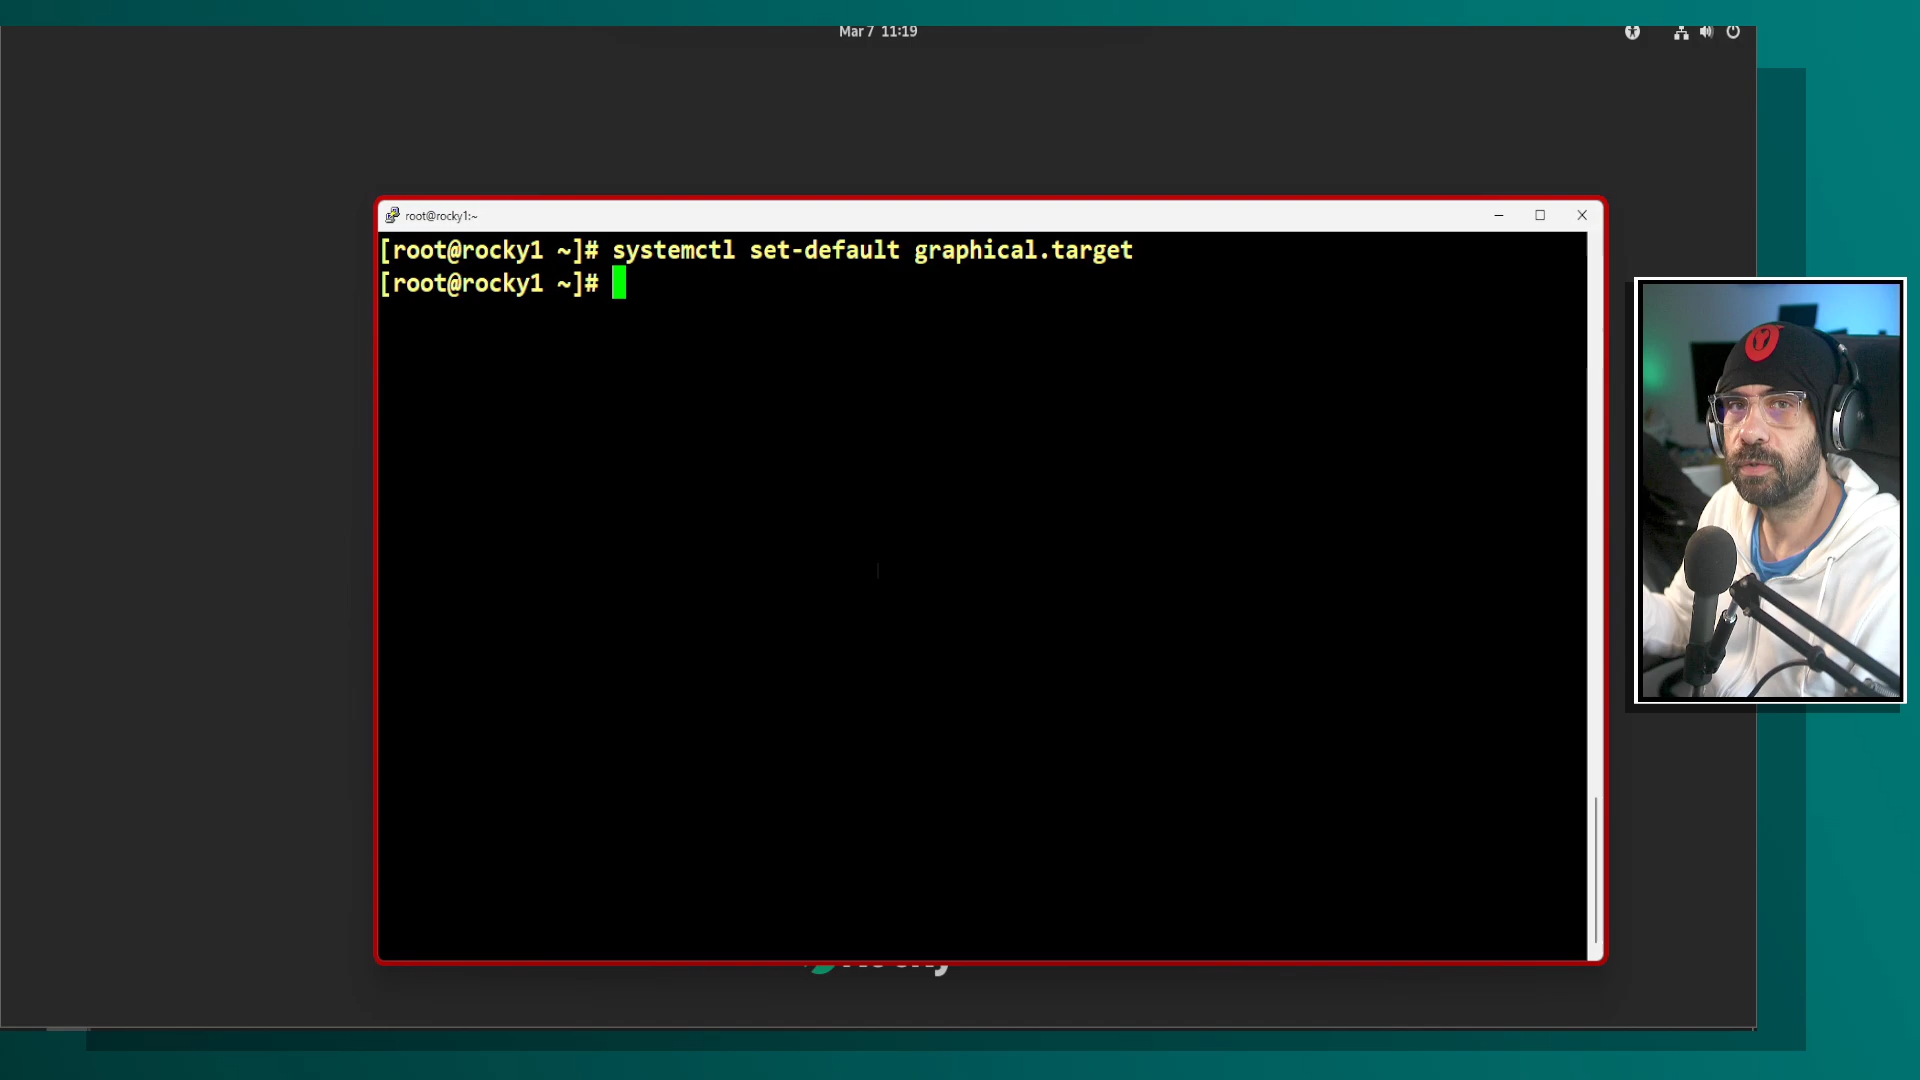 Mar 7 11:19
root@rocky1:~
[root@rocky1 ~]# systemctl set-default graphical.target
[root@rocky1 ~]#